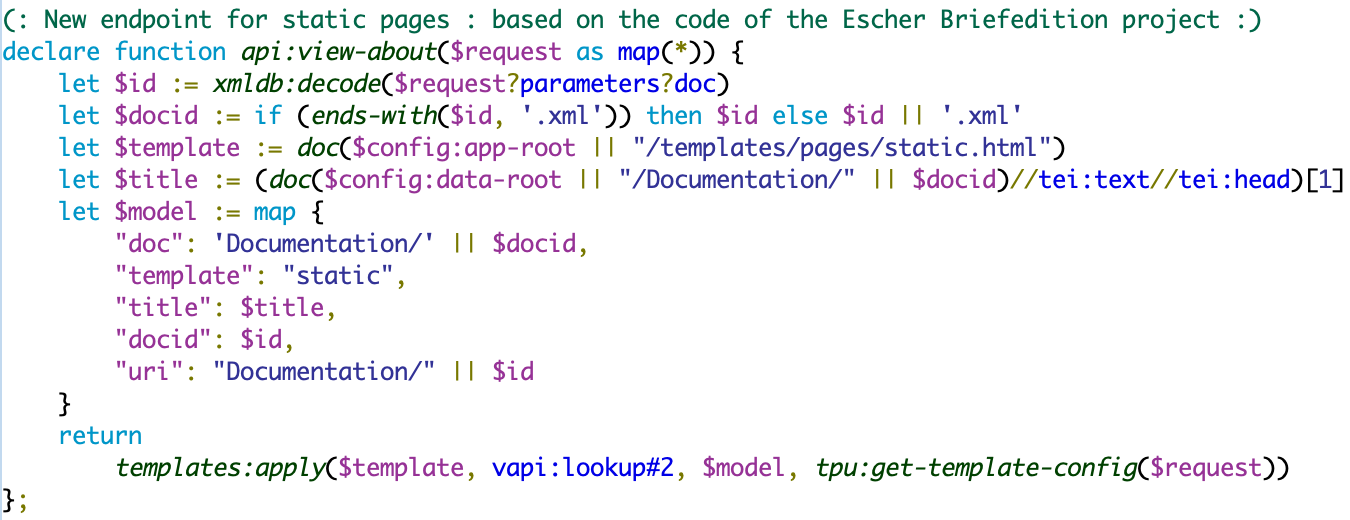 (: New endpoint for static pages : based on the code of the Escher Briefedition project :)
declare function api:view-about($request as map(*)) {
    let $id := xmldb:decode($request?parameters?doc)
    let $docid := if (ends-with($id, '.xml')) then $id else $id || '.xml'
    let $template := doc($config:app-root || "/templates/pages/static.html")
    let $title := (doc($config:data-root || "/Documentation/" || $docid)//tei:text//tei:head)[1]
    let $model := map {
        "doc": 'Documentation/' || $docid,
        "template": "static",
        "title": $title,
        "docid": $id,
        "uri": "Documentation/" || $id
    }
    return
        templates:apply($template, vapi:lookup#2, $model, tpu:get-template-config($request))
};